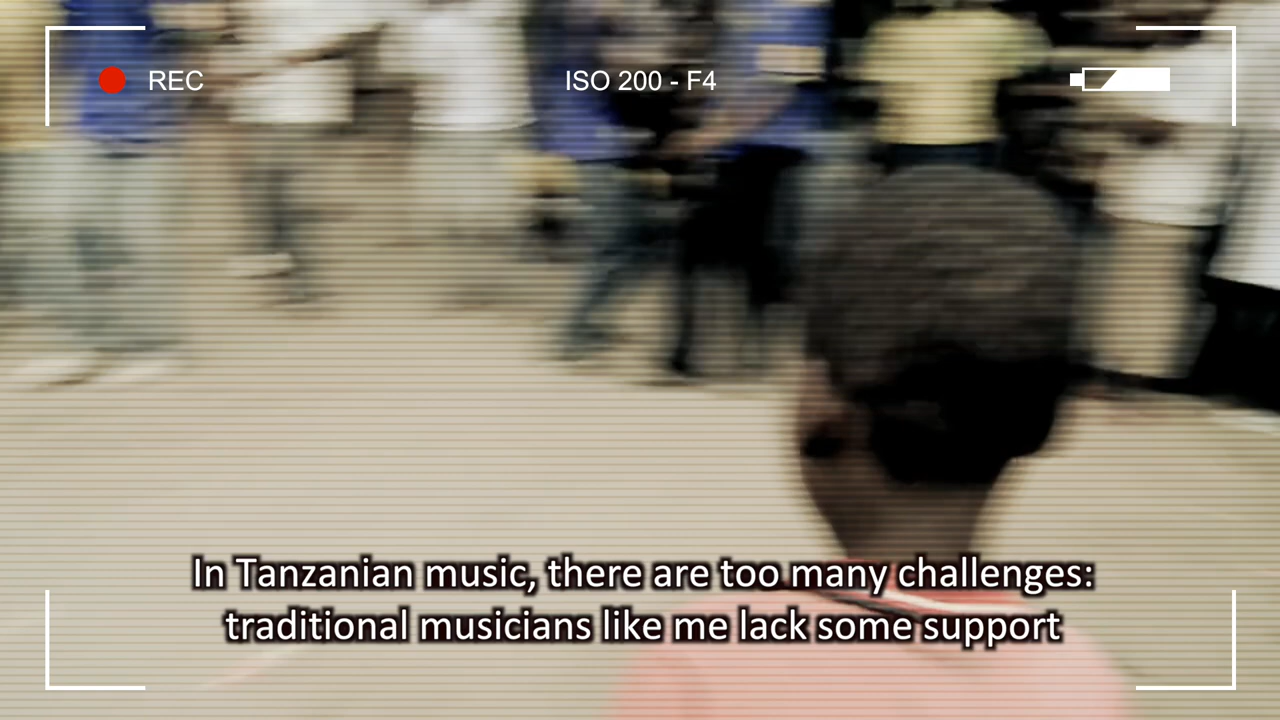 REC
ISO 200 - F4
In Tanzanian music, there are too many challenges:
traditional musicians like me lack some support